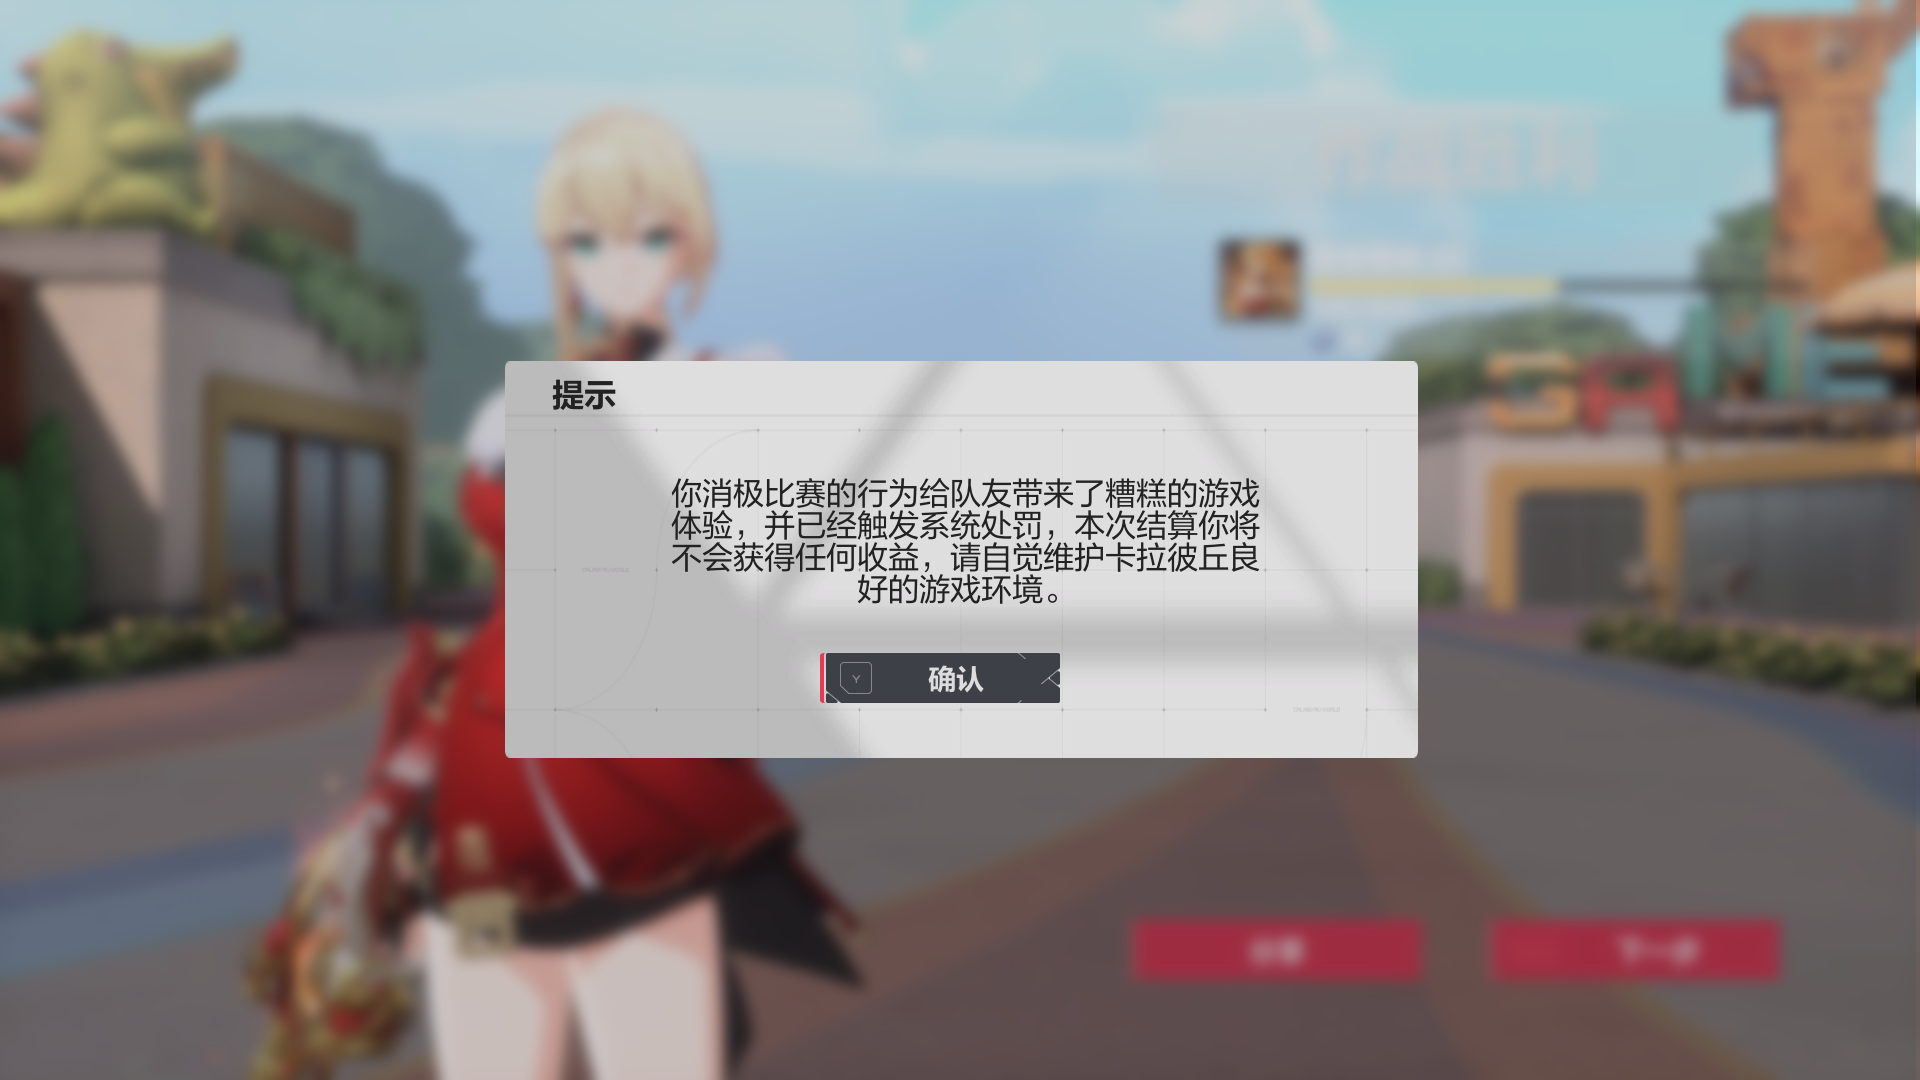 提示
你消极比赛的行为给队友带来了糟糕的游戏
体验，并已经触发系统处罚，本次结算你将
不会获得任何收益，请自觉维护卡拉彼丘良
好的游戏环境。
Y
确认
下一步